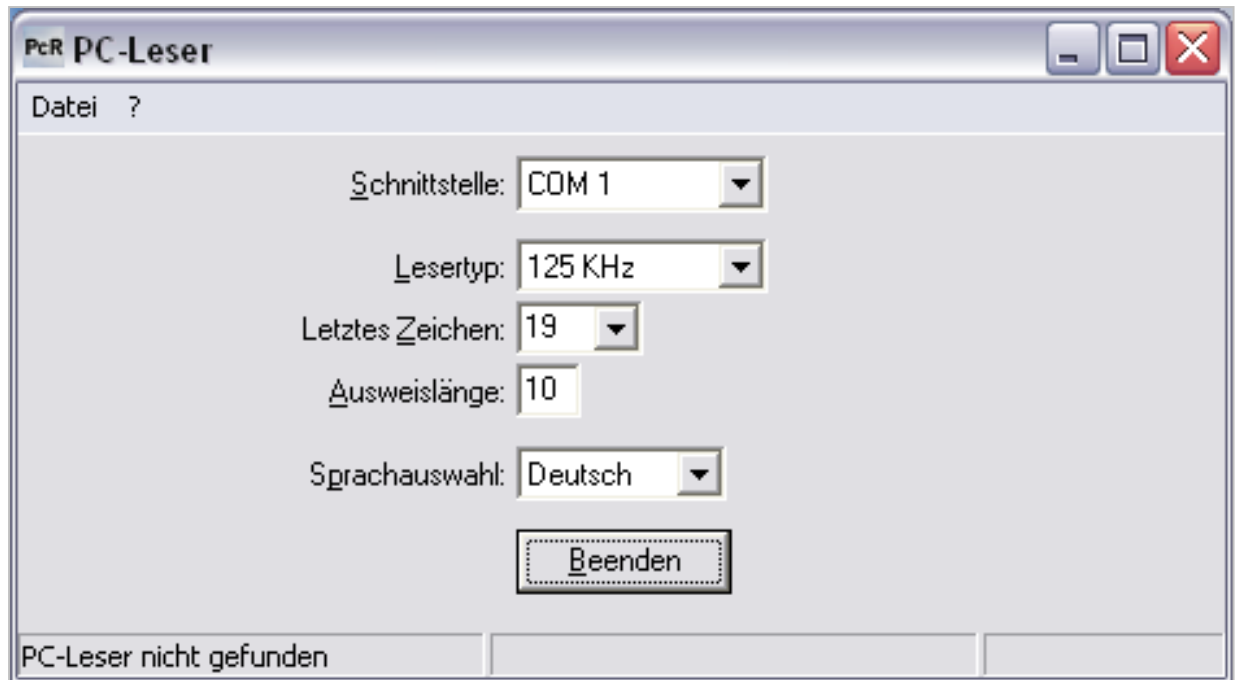 PcR PC-Leser
Datei ?
Schnittstelle: COM 1
Lesertyp: 125 KHz
Letztes Zeichen: 19
Ausweislänge: 10
Sprachauswahl: Deutsch
Beenden
PC-Leser nicht gefunden